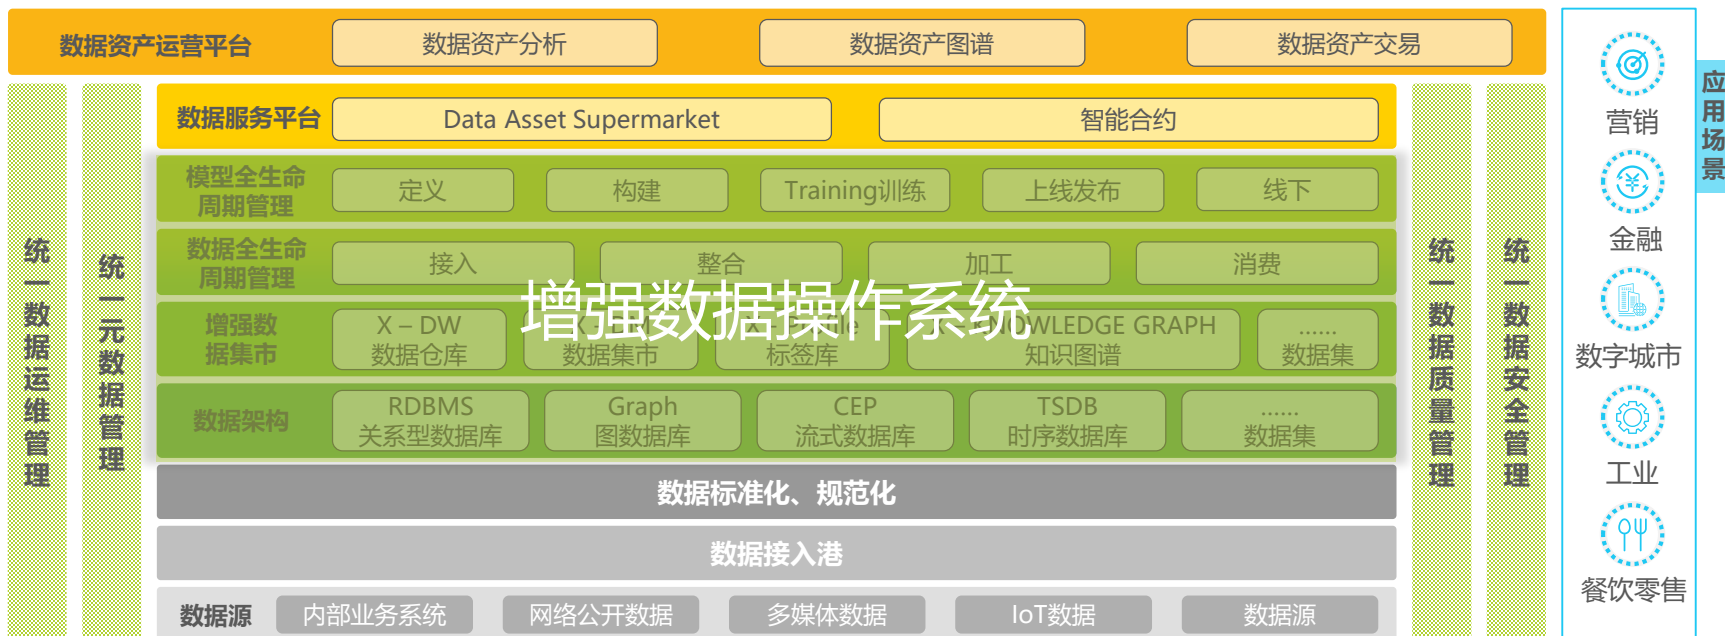 数据资产运营平台
数据资产分析
数据资产图谱
数据资产交易
数据服务平台
Data Asset Supermarket
智能合约
模型全生命
周期管理
定义
构建
Training训练
上线发布
线下
数据全生命
周期管理
接入
整合
加工
消费
增强数据操作系统
增强数
据集市
X – DW
数据仓库
数据集市
标签库
KNOWLEDGE GRAPH
知识图谱
......
数据集
数据架构
RDBMS
关系型数据库
Graph
图数据库
CEP
流式数据库
TSDB
时序数据库
......
数据集
数据标准化、规范化
数据接入港
数据源
内部业务系统
网络公开数据
多媒体数据
IoT数据
数据源
统一数据运维管理
统一元数据管理
统一数据质量管理
统一数据安全管理
营销
金融
数字城市
工业
餐饮零售
应用场景